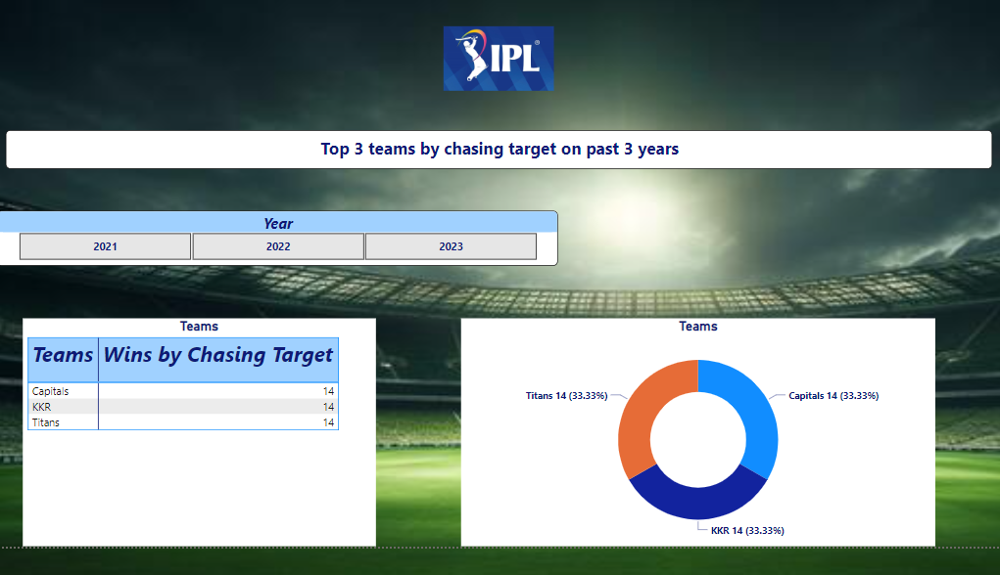 IPL
Top 3 teams by chasing target on past 3 years
Year
2021 2022 2023
Teams
Teams Wins by Chasing Target
Capitals 14
KKR 14
Titans 14
Teams
Titans 14 (33.33%)
Capitals 14 (33.33%)
KKR 14 (33.33%)